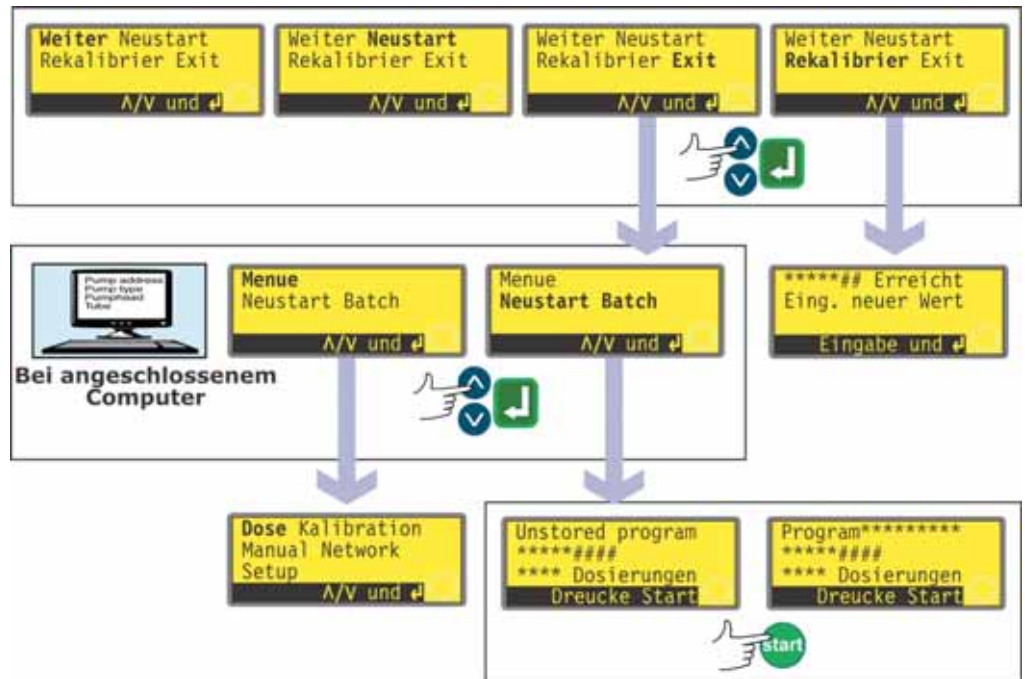 Weiter Neustart
Rekalibrier Exit
Λ/V und ↲
Weiter Neustart
Rekalibrier Exit
Λ/V und ↲
Weiter Neustart
Rekalibrier Exit
Λ/V und ↲
Weiter Neustart
Rekalibrier Exit
Λ/V und ↲
Pump address
Pump type
Pumphead
Tube
Bei angeschlossenem
Computer
Menue
Neustart Batch
Λ/V und ↲
Menue
Neustart Batch
Λ/V und ↲
*****## Erreicht
Eing. neuer Wert
Eingabe und ↲
Dose Kalibration
Manual Network
Setup
Λ/V und ↲
Unstored program
*****####
**** Dosierungen
Dreucke Start
Program*********
*****####
**** Dosierungen
Dreucke Start
start